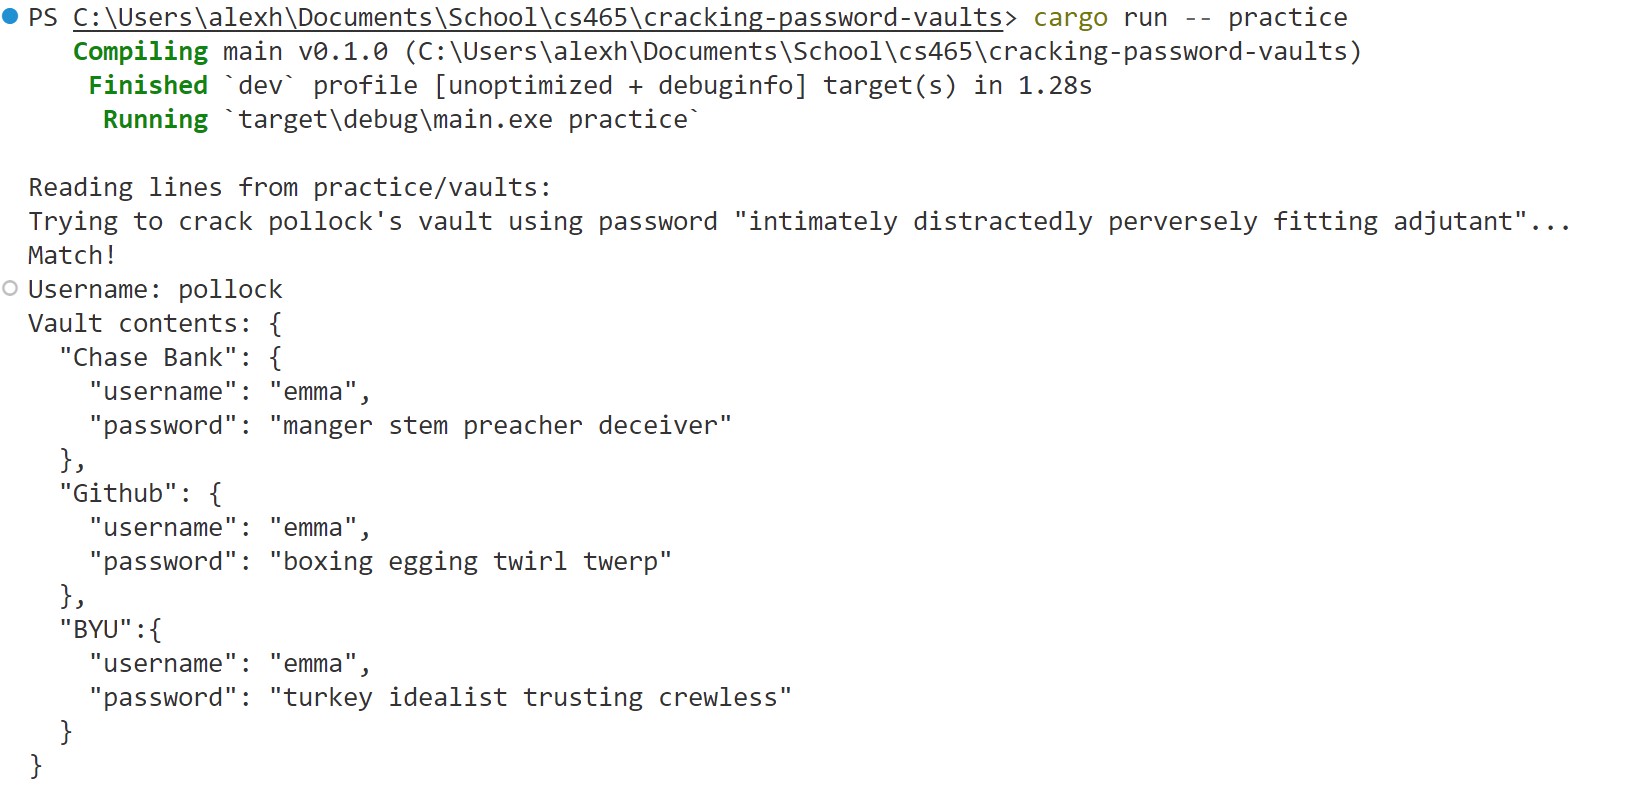 PS C:\Users\alexh\Documents\School\cs465\cracking-password-vaults> cargo run -- practice
   Compiling main v0.1.0 (C:\Users\alexh\Documents\School\cs465\cracking-password-vaults)
    Finished `dev` profile [unoptimized + debuginfo] target(s) in 1.28s
     Running `target\debug\main.exe practice`

Reading lines from practice/vaults:
Trying to crack pollock's vault using password "intimately distractedly perversely fitting adjutant"...
Match!
Username: pollock
Vault contents: {
  "Chase Bank": {
    "username": "emma",
    "password": "manger stem preacher deceiver"
  },
  "Github": {
    "username": "emma",
    "password": "boxing egging twirl twerp"
  },
  "BYU":{
    "username": "emma",
    "password": "turkey idealist trusting crewless"
  }
}